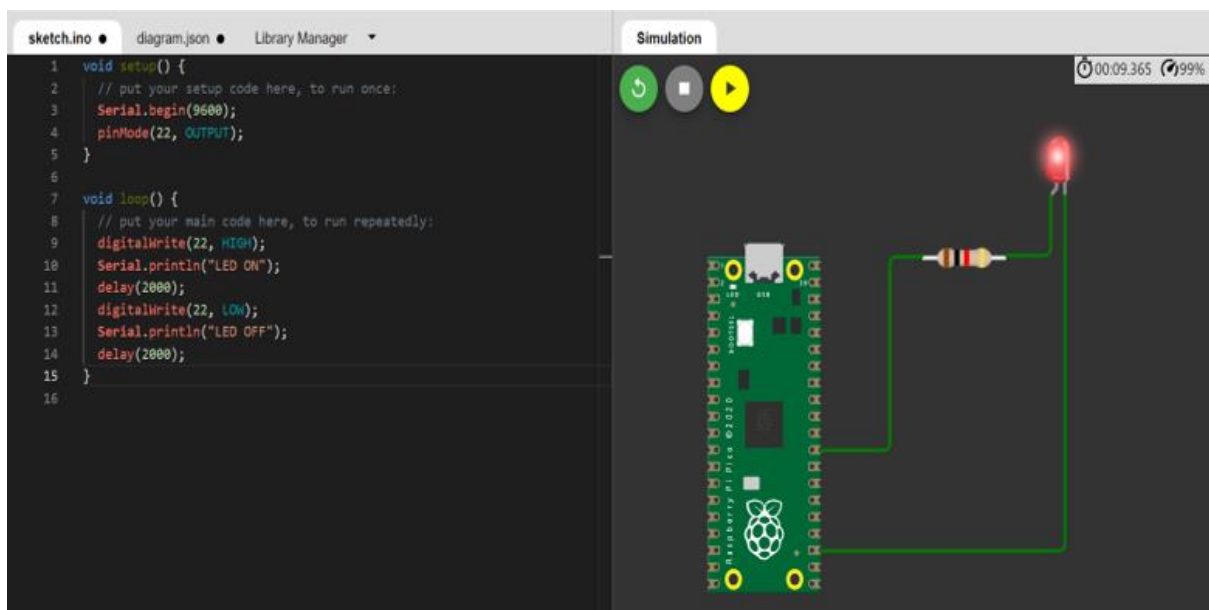 sketch.ino ● diagram.json ● Library Manager
1 void setup() {
2 // put your setup code here, to run once:
3 Serial.begin(9600);
4 pinMode(22, OUTPUT);
5 }
6
7 void loop() {
8 // put your main code here, to run repeatedly:
9 digitalWrite(22, HIGH);
10 Serial.println("LED ON");
11 delay(2000);
12 digitalWrite(22, LOW);
13 Serial.println("LED OFF");
14 delay(2000);
15 }
16
Simulation
00:09.365 99%
LED USB
BOOTSEL
Raspberry Pi Pico ©2020